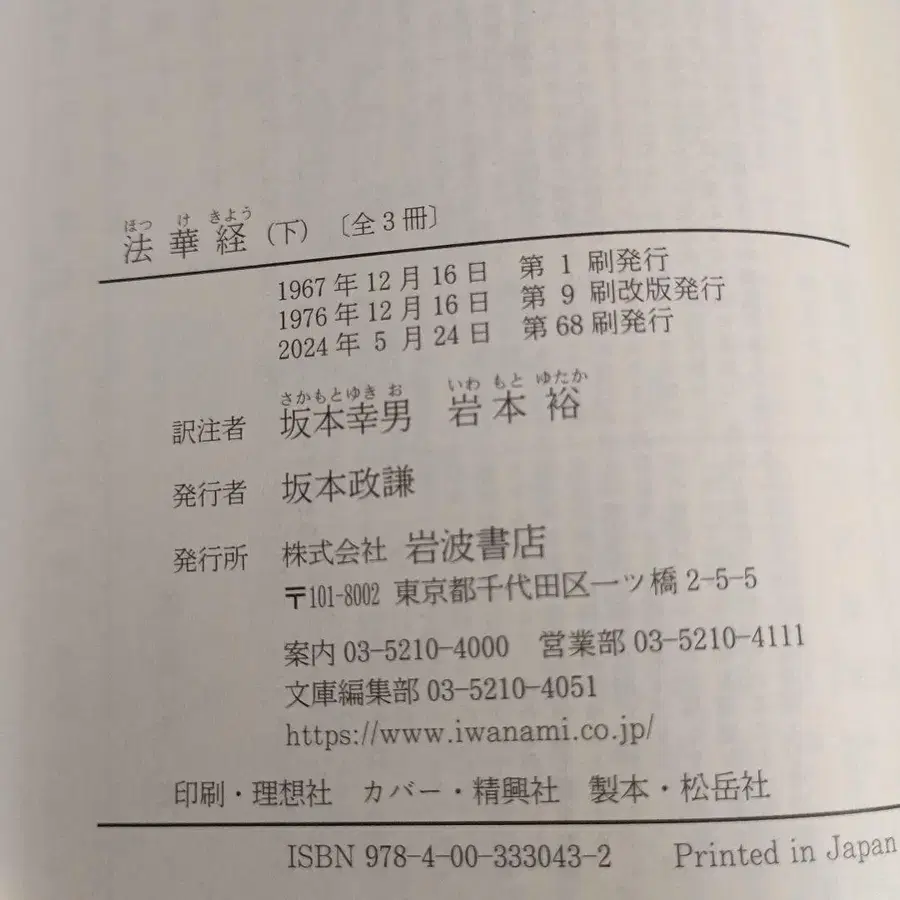 ほつ け きよう
法華経（下）〔全3冊〕
1967年12月16日 第1刷発行
1976年12月16日 第9刷改版発行
2024年5月24日 第68刷発行
さかもとゆきお いわもとゆたか
訳注者 坂本幸男 岩本裕
発行者 坂本政謙
発行所 株式会社 岩波書店
〒101-8002 東京都千代田区一ツ橋2-5-5
案内 03-5210-4000 営業部 03-5210-4111
文庫編集部 03-5210-4051
https://www.iwanami.co.jp/
印刷・理想社 カバー・精興社 製本・松岳社
ISBN 978-4-00-333043-2 Printed in Japan